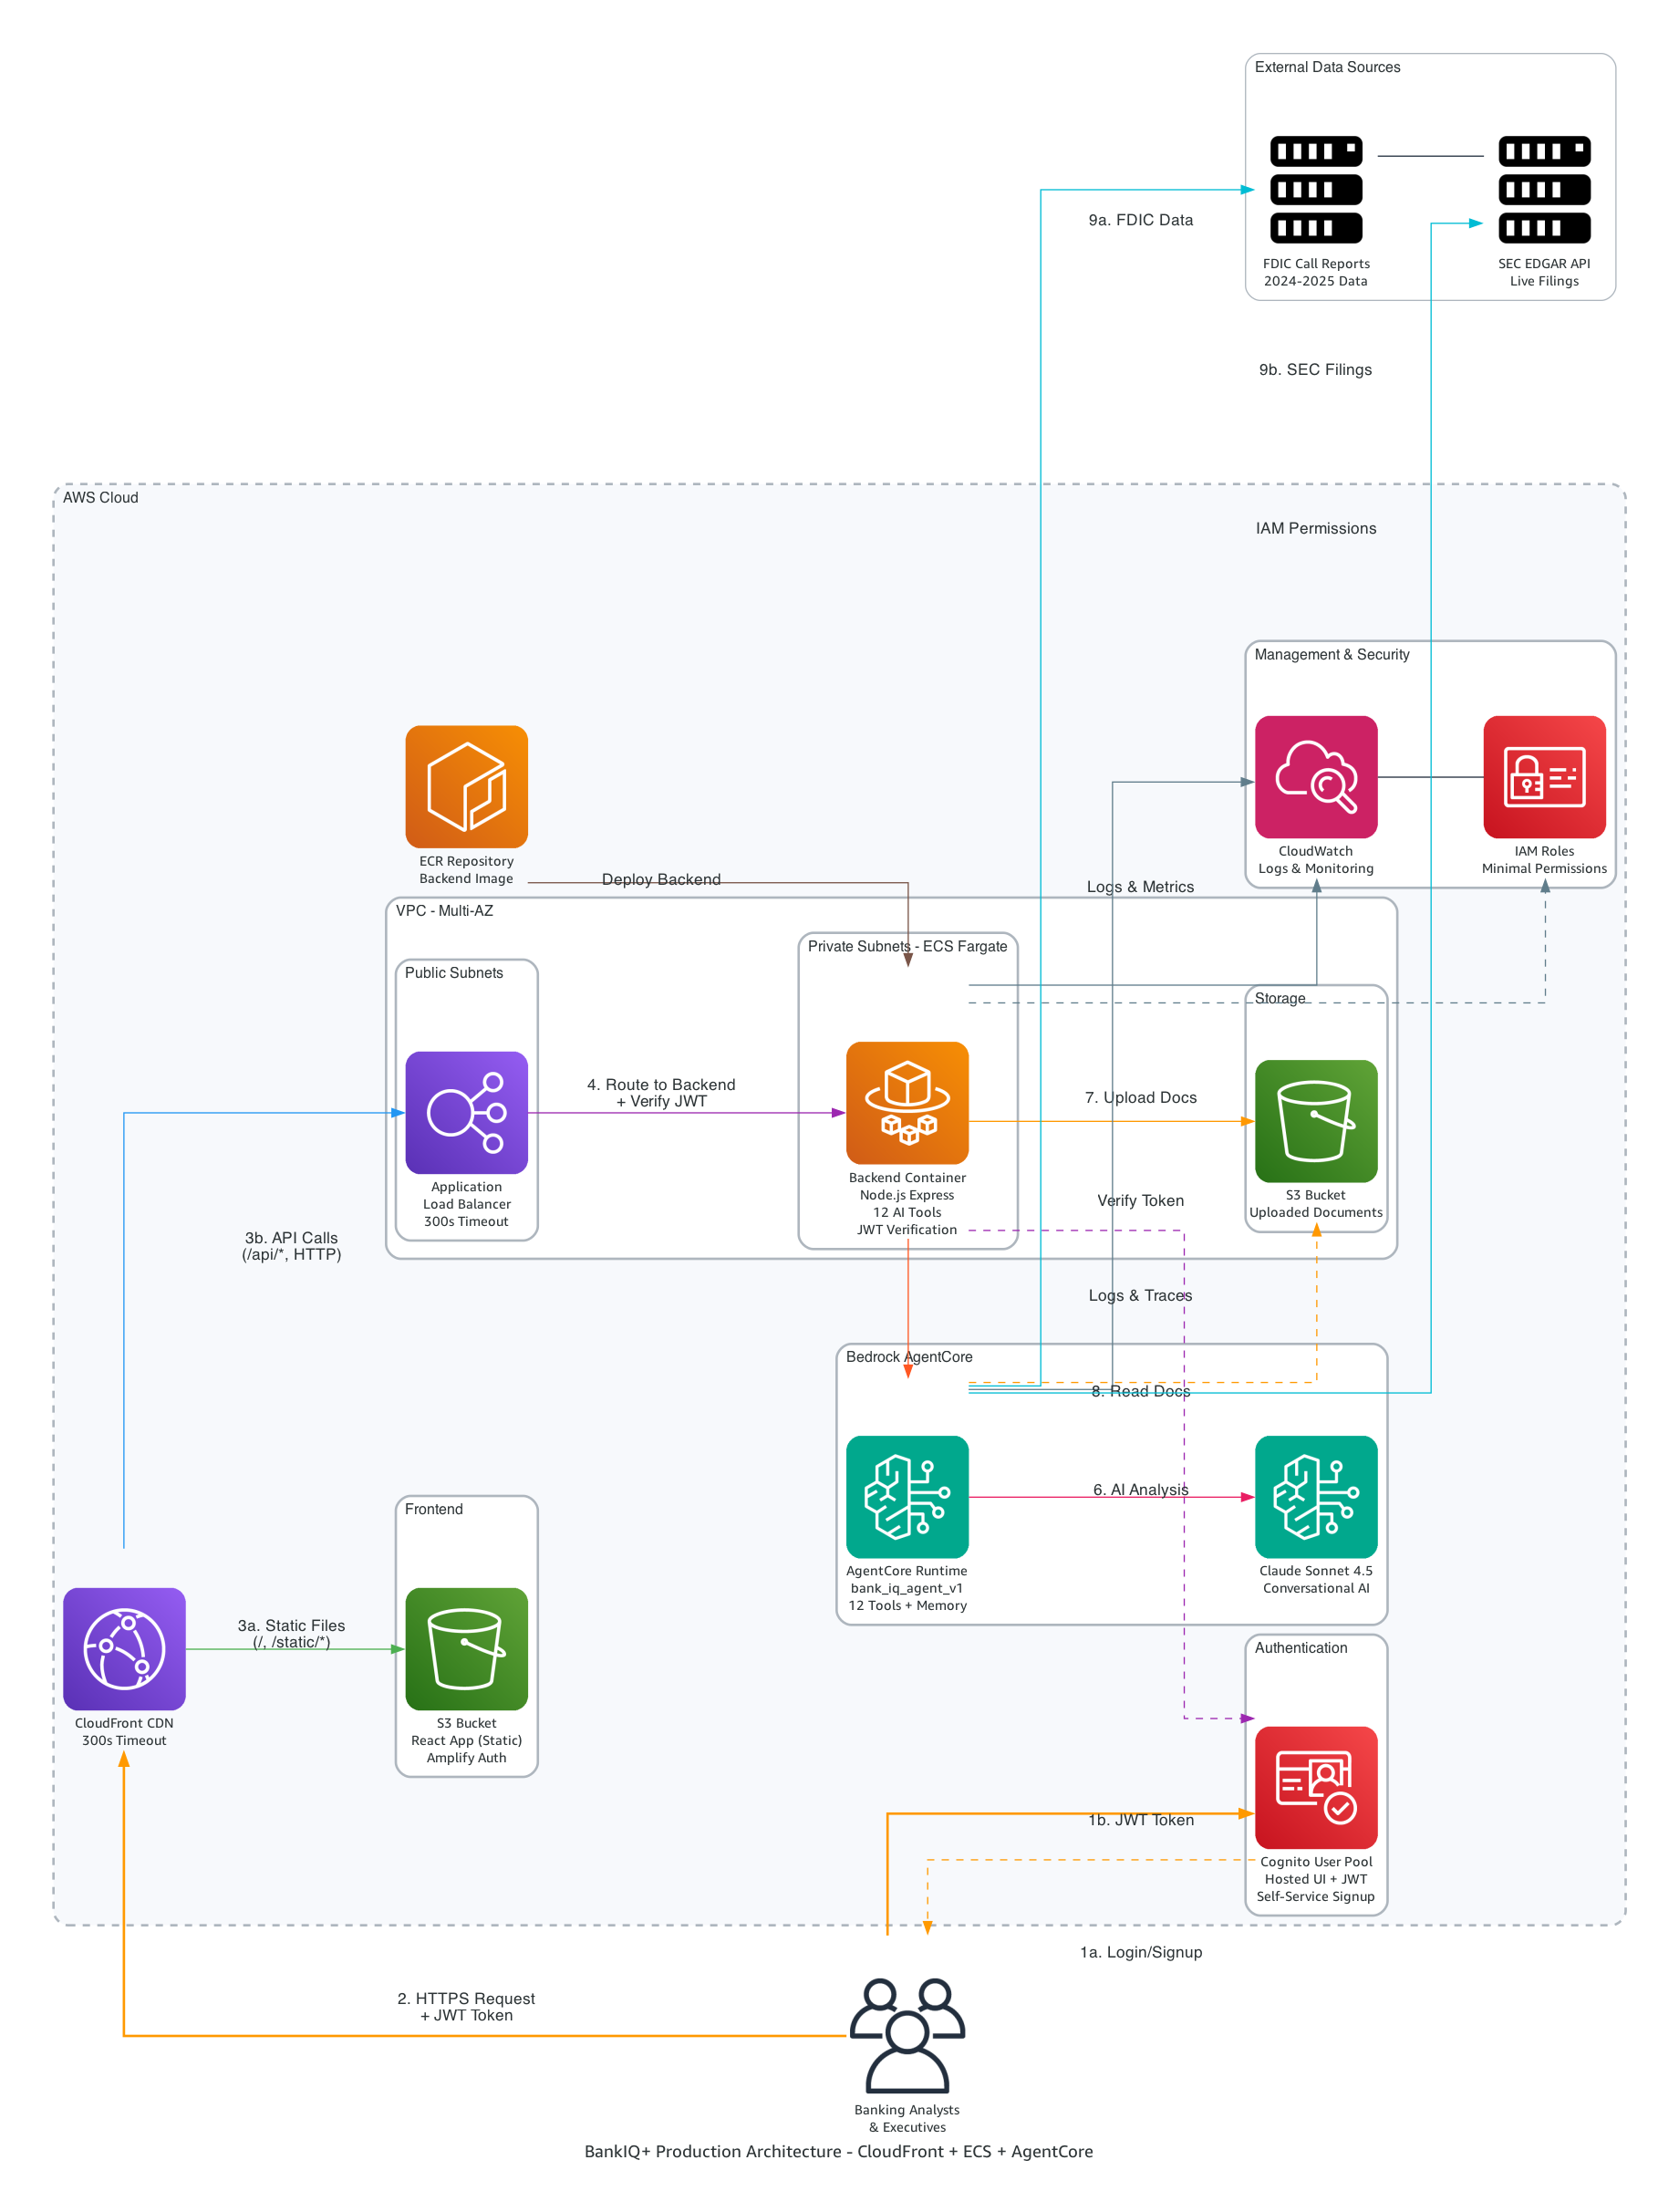 External Data Sources
9a. FDIC Data
FDIC Call Reports
2024-2025 Data
SEC EDGAR API
Live Filings
9b. SEC Filings
AWS Cloud
IAM Permissions
Management & Security
CloudWatch
Logs & Monitoring
IAM Roles
Minimal Permissions
ECR Repository
Backend Image
Deploy Backend
Logs & Metrics
VPC - Multi-AZ
Public Subnets
Private Subnets - ECS Fargate
Storage
Application
Load Balancer
300s Timeout
4. Route to Backend
+ Verify JWT
Backend Container
Node.js Express
12 AI Tools
JWT Verification
7. Upload Docs
S3 Bucket
Uploaded Documents
Verify Token
3b. API Calls
(/api/*, HTTP)
Logs & Traces
Bedrock AgentCore
8. Read Docs
6. AI Analysis
AgentCore Runtime
bank_iq_agent_v1
12 Tools + Memory
Claude Sonnet 4.5
Conversational AI
Frontend
3a. Static Files
(/, /static/*)
CloudFront CDN
300s Timeout
S3 Bucket
React App (Static)
Amplify Auth
Authentication
1b. JWT Token
Cognito User Pool
Hosted UI + JWT
Self-Service Signup
1a. Login/Signup
2. HTTPS Request
+ JWT Token
Banking Analysts
& Executives
BankIQ+ Production Architecture - CloudFront + ECS + AgentCore